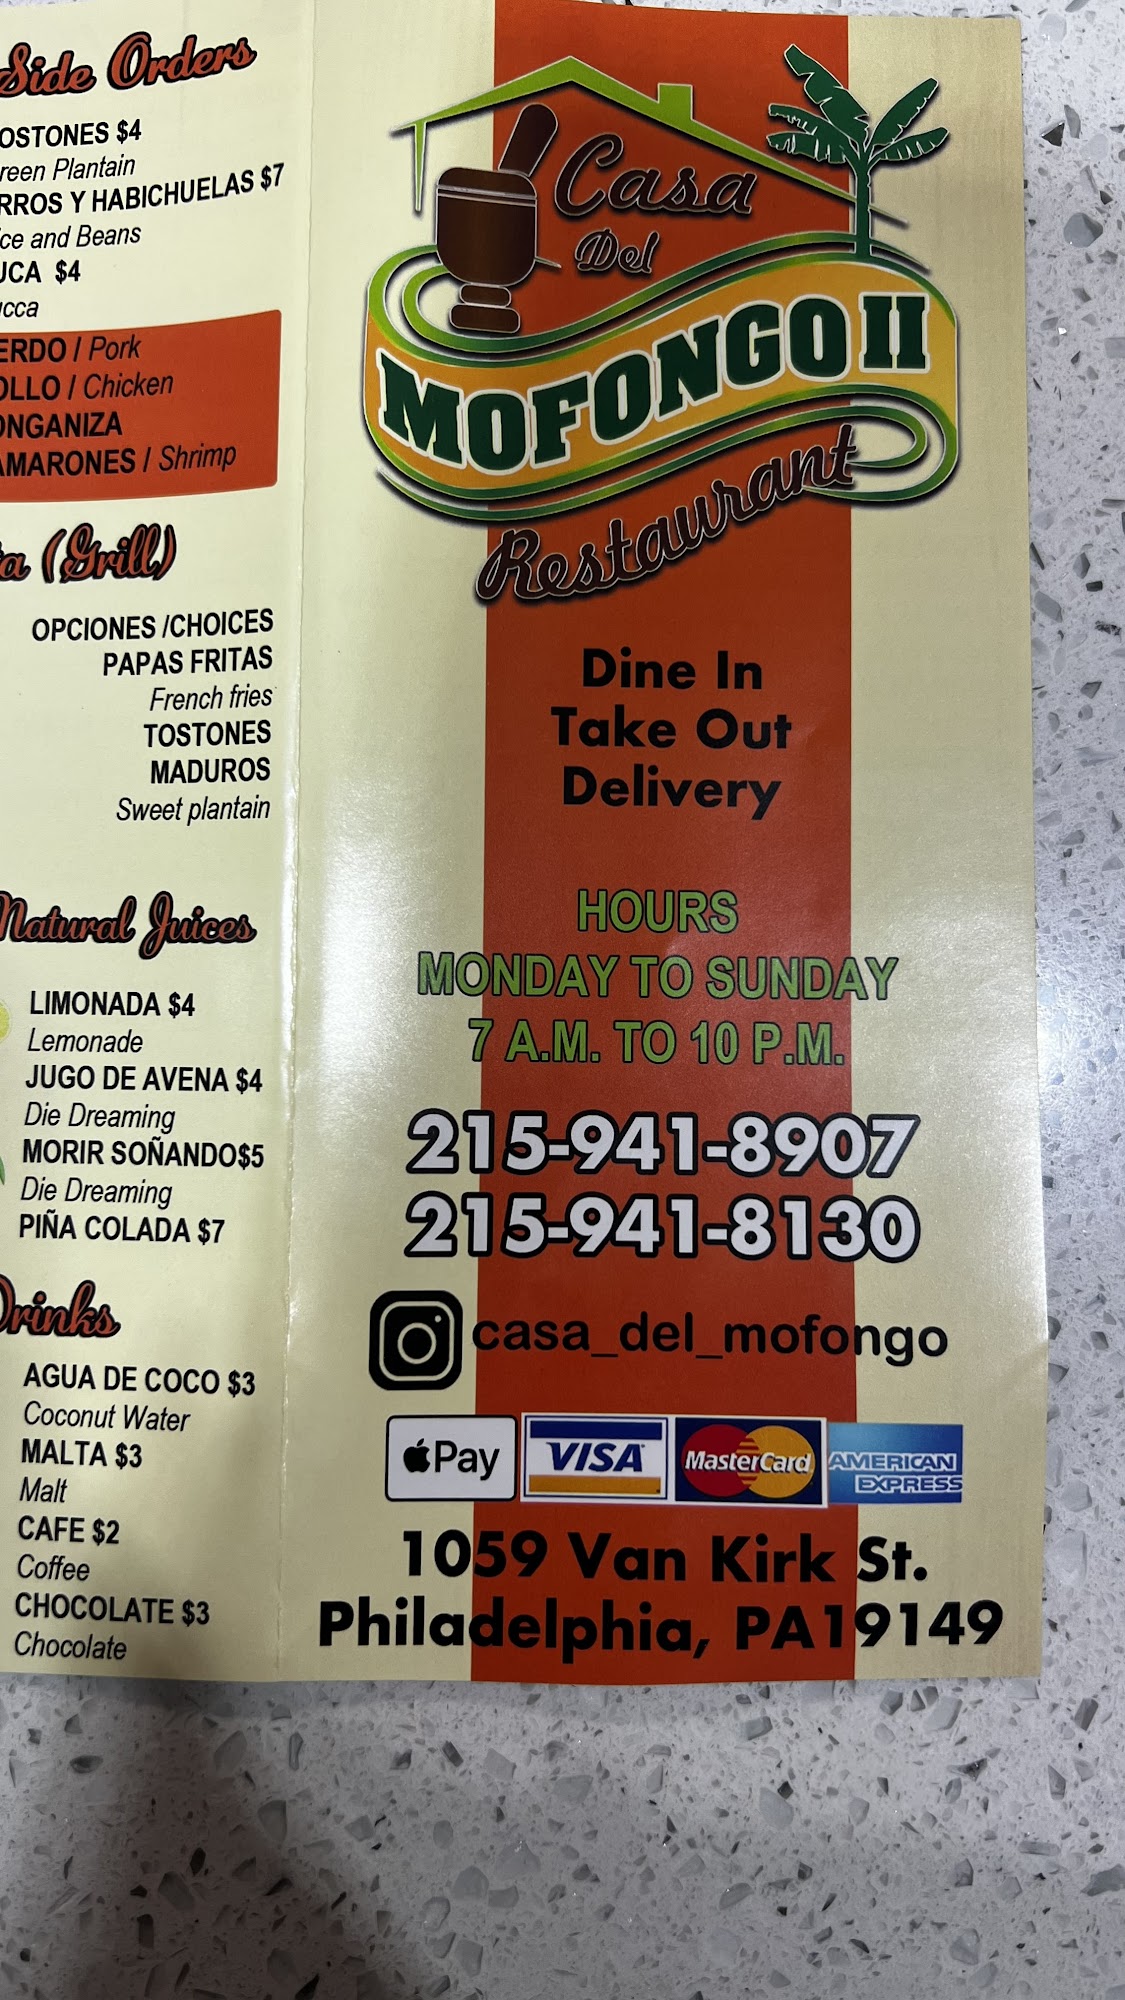 Side Orders
OSTONES $4
reen Plantain
RROS Y HABICHUELAS $7
ice and Beans
UCA $4
ucca
ERDO / Pork
OLLO / Chicken
ONGANIZA
AMARONES / Shrimp
a (Grill)
OPCIONES /CHOICES
PAPAS FRITAS
French fries
TOSTONES
MADUROS
Sweet plantain
Natural Juices
LIMONADA $4
Lemonade
JUGO DE AVENA $4
Die Dreaming
MORIR SOÑANDO$5
Die Dreaming
PIÑA COLADA $7
Drinks
AGUA DE COCO $3
Coconut Water
MALTA $3
Malt
CAFE $2
Coffee
CHOCOLATE $3
Chocolate
Casa
Del
MOFONGO II
Restaurant
Dine In
Take Out
Delivery
HOURS
MONDAY TO SUNDAY
7 A.M. TO 10 P.M.
215-941-8907
215-941-8130
casa_del_mofongo
Pay VISA MasterCard AMERICAN
EXPRESS
1059 Van Kirk St.
Philadelphia, PA19149